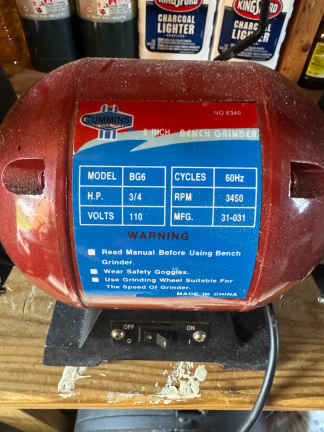 KINGSFORD
CHARCOAL
LIGHTER
KINGSFORD
CHARCOAL
LIGHTER
NO 6340
CUMMINS
6 INCH BENCH GRINDER
MODEL BG6 CYCLES 60Hz
H.P. 3/4 RPM 3450
VOLTS 110 MFG. 31-031
WARNING
Read Manual Before Using Bench
Grinder.
Wear Safety Goggles.
Use Grinding Wheel Suitable For
The Speed Of Grinder.
MADE IN CHINA
OFF ON